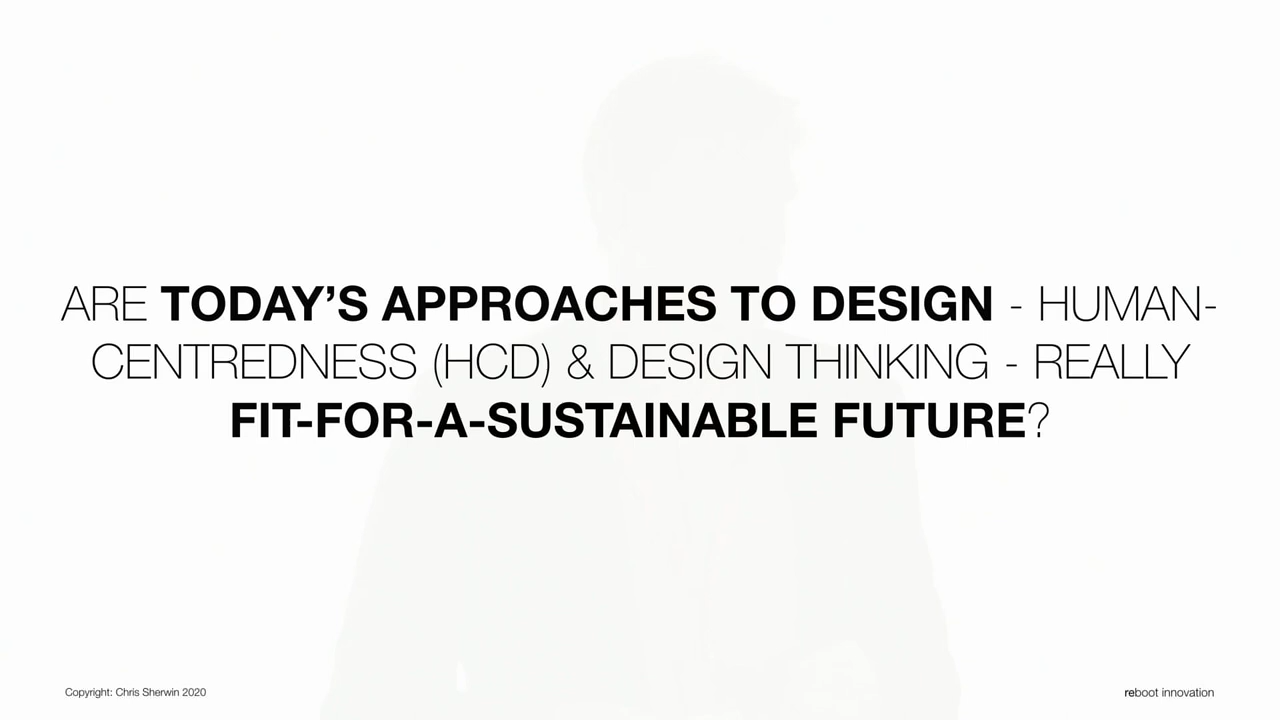 ARE TODAY’S APPROACHES TO DESIGN - HUMAN-
CENTREDNESS (HCD) & DESIGN THINKING - REALLY
FIT-FOR-A-SUSTAINABLE FUTURE?
Copyright: Chris Sherwin 2020
reboot innovation